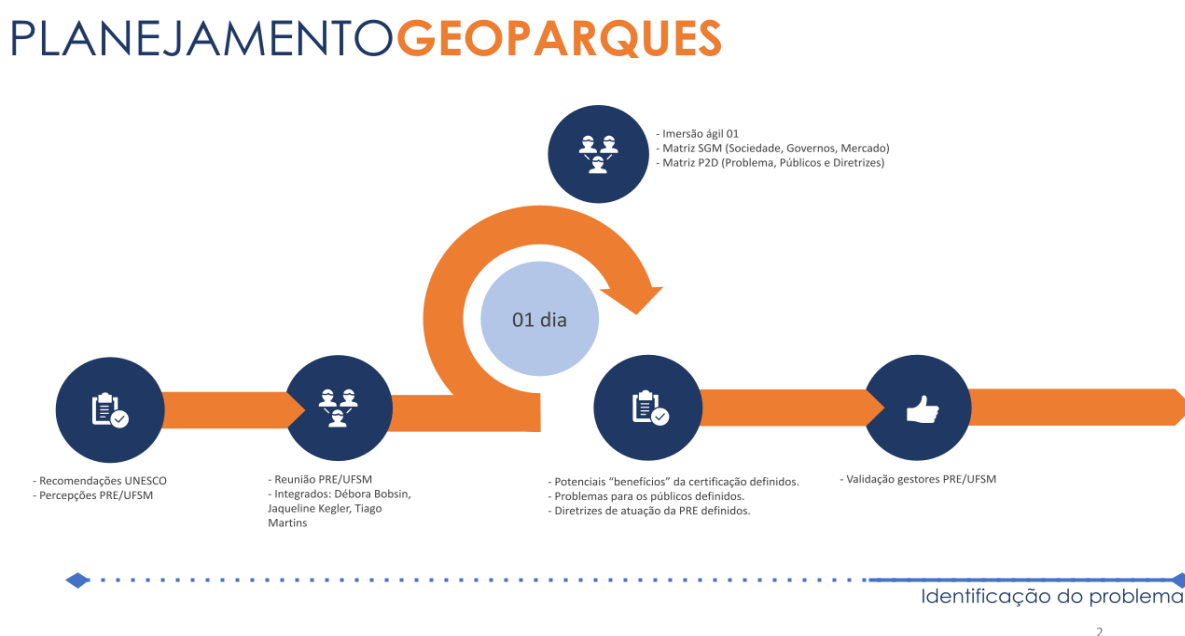 PLANEJAMENTOGEOPARQUES
- Imersão ágil 01
- Matriz SGM (Sociedade, Governos, Mercado)
- Matriz P2D (Problema, Públicos e Diretrizes)
01 dia
- Recomendações UNESCO
- Percepções PRE/UFSM
- Reunião PRE/UFSM
- Integrados: Débora Bobsin,
Jaqueline Kegler, Tiago
Martins
- Potenciais “benefícios” da certificação definidos.
- Problemas para os públicos definidos.
- Diretrizes de atuação da PRE definidos.
- Validação gestores PRE/UFSM
Identificação do problema
2